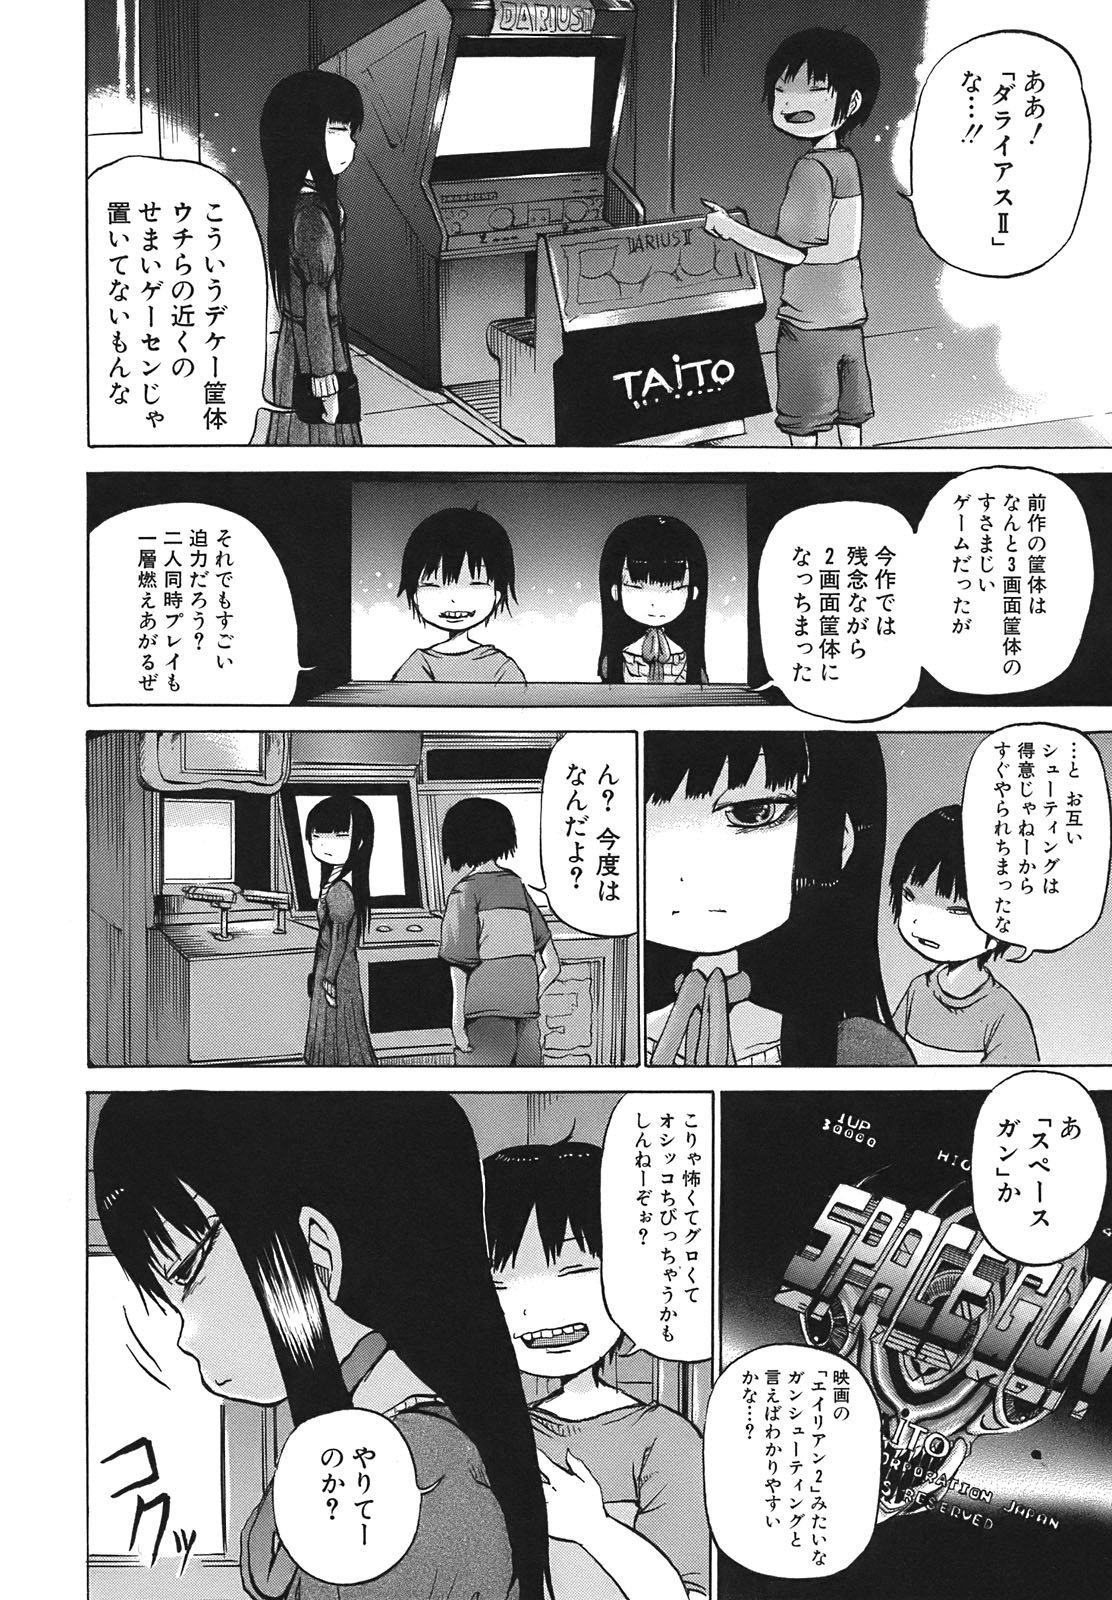 ああ！
「ダライアスⅡ」
な…!!
DARIUSⅡ
DARIUSⅡ
TAiTO
こういうデケー筐体
ウチらの近くの
せまいゲーセンじゃ
置いてないもんな
前作の筐体は
なんと3画面筐体の
すさまじい
ゲームだったが
今作では
残念ながら
2画面筐体に
なっちまった
それでもすごい
迫力だろう？
二人同時プレイも
一層燃えあがるぜ
…と お互い
シューティングは
得意じゃねーから
すぐやられちまったな
ん？ 今度は
なんだよ？
あ
「スペース
ガン」か
1UP
30000
SPACEGUN
CORPORATION JAPAN
RESERVED
映画の
「エイリアン2」みたいな
ガンシューティングと
言えばわかりやすい
かな…？
こりゃ怖くてグロくて
オシッコちびっちゃうかも
しんねーぞぉ？
やりてー
のか？
コクッ